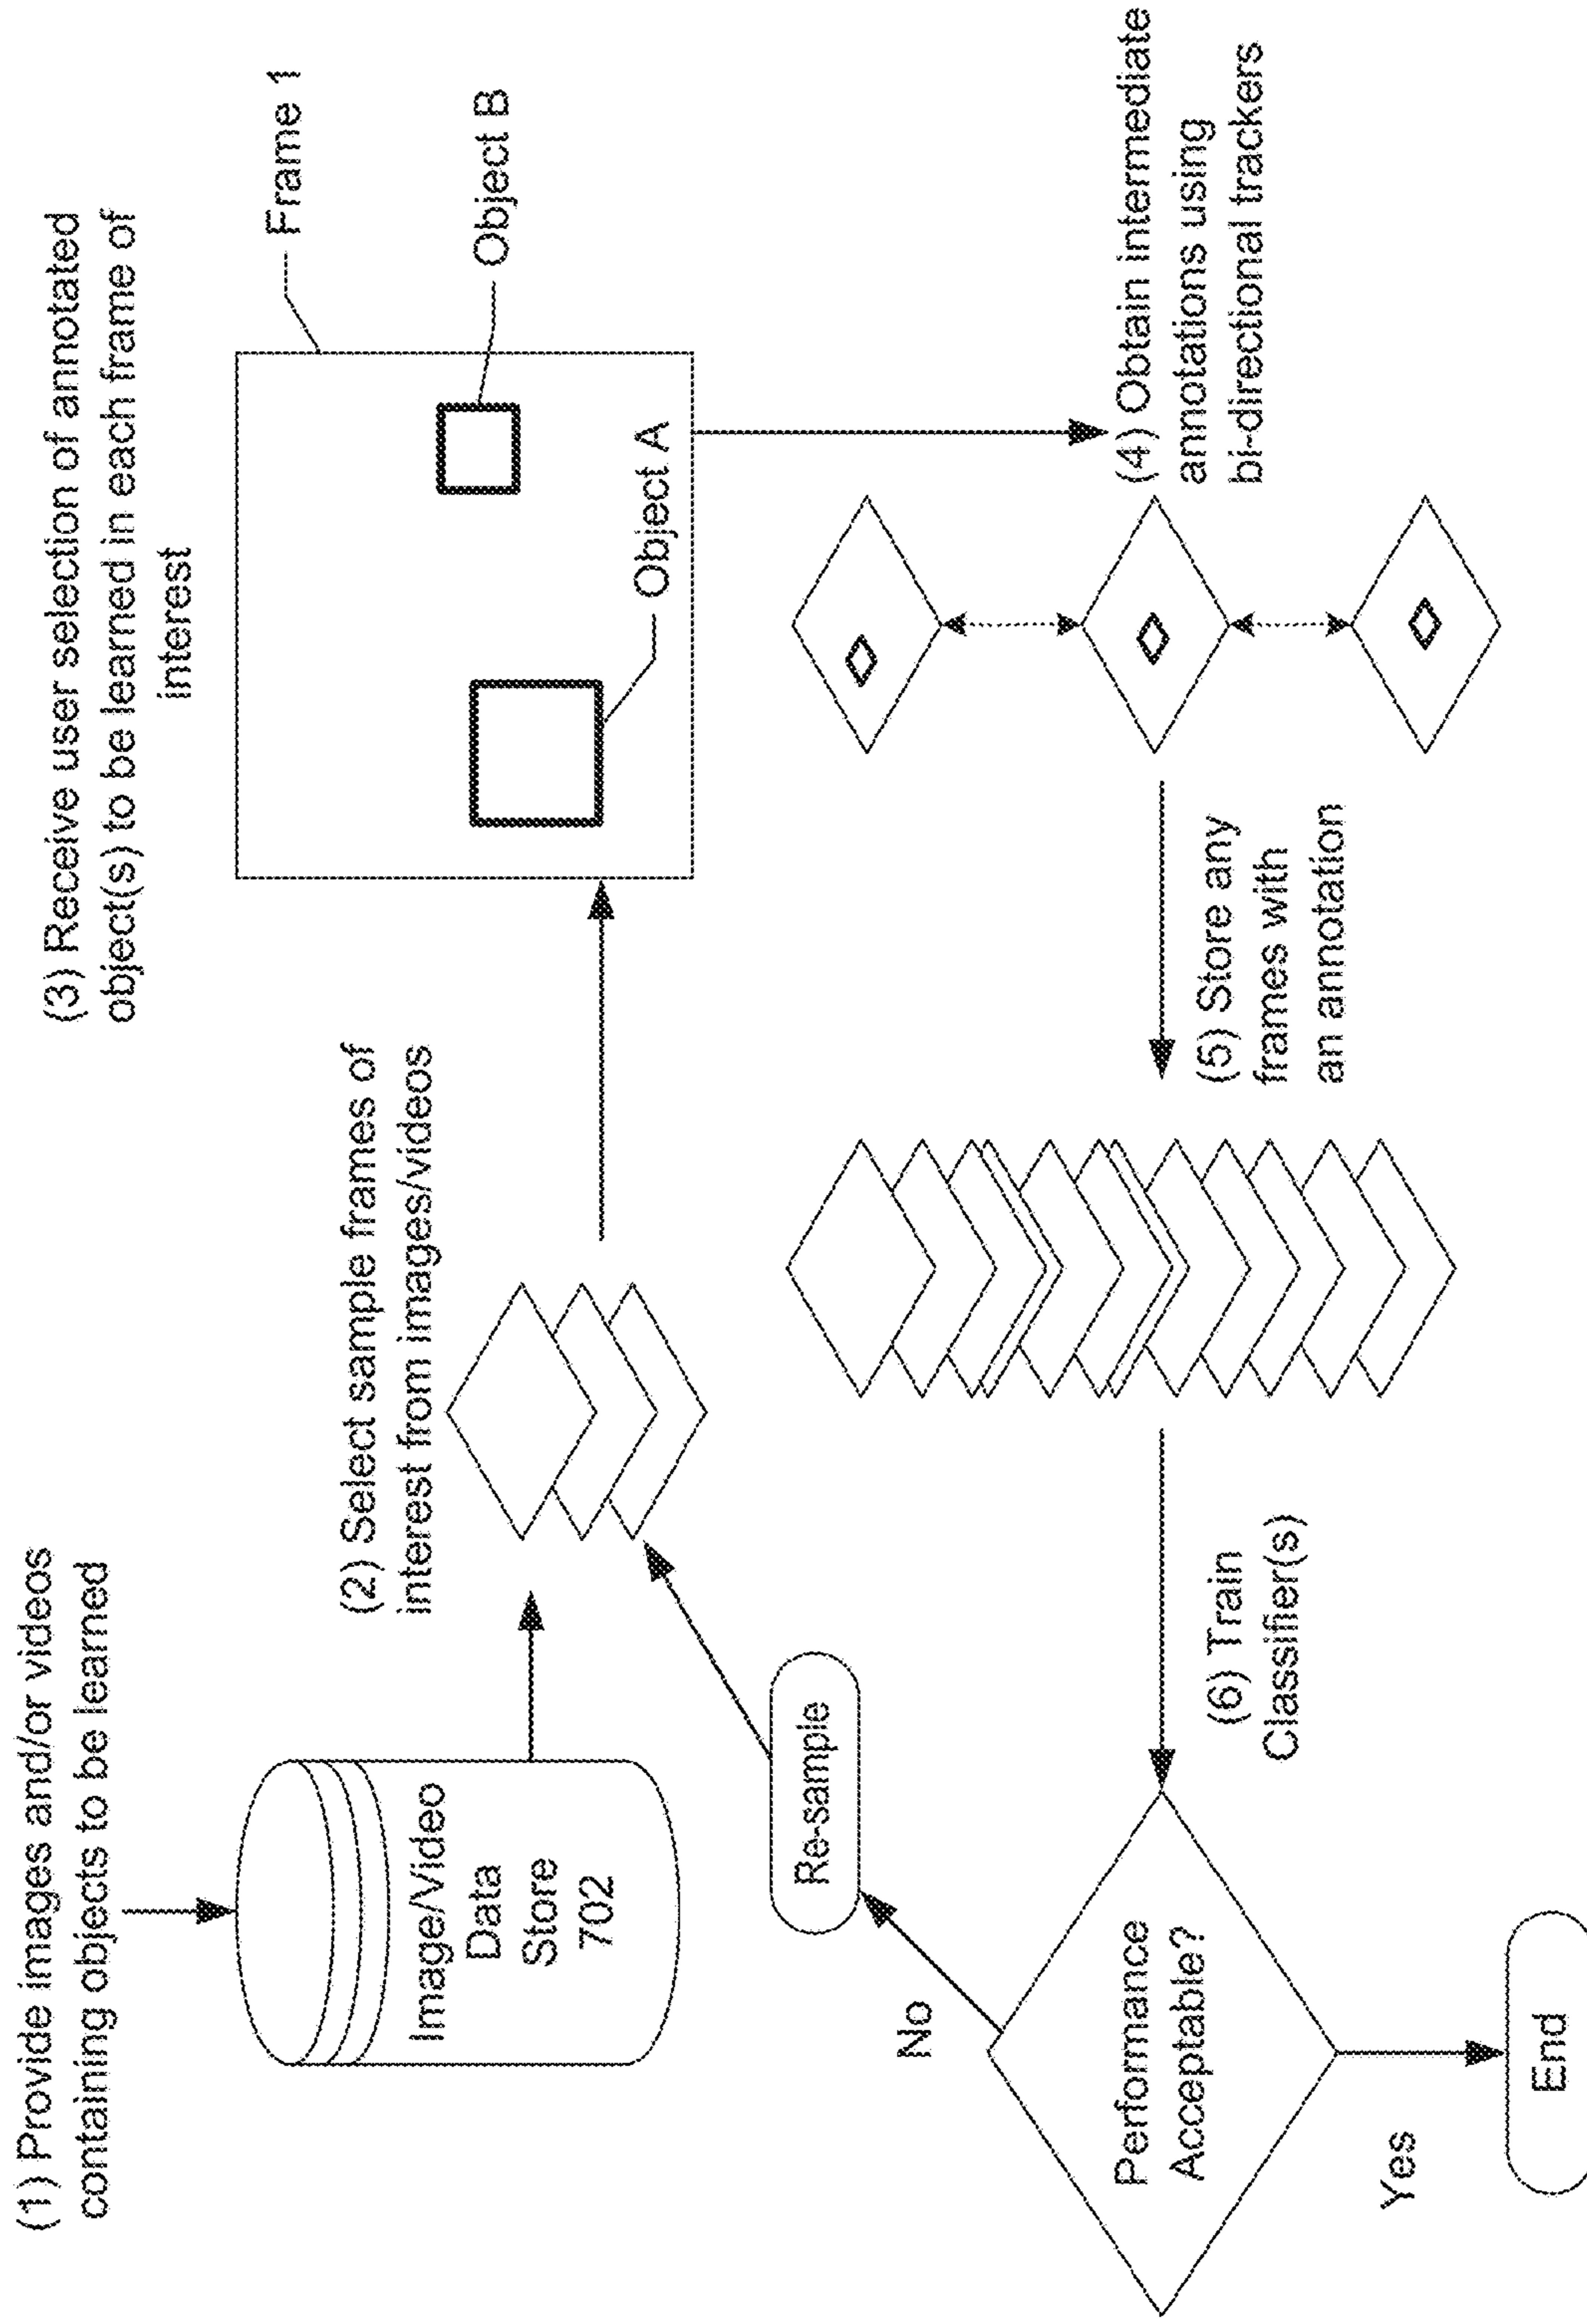 (1) Provide images and/or videos
containing objects to be learned
Image/Video
Data
Store
702
(2) Select sample frames of
interest from images/videos
(3) Receive user selection of annotated
object(s) to be learned in each frame of
interest
Frame 1
Object B
Object A
(4) Obtain intermediate
annotations using
bi-directional trackers
(5) Store any
frames with
an annotation
(6) Train
Classifier(s)
Performance
Acceptable?
No
Re-sample
Yes
End